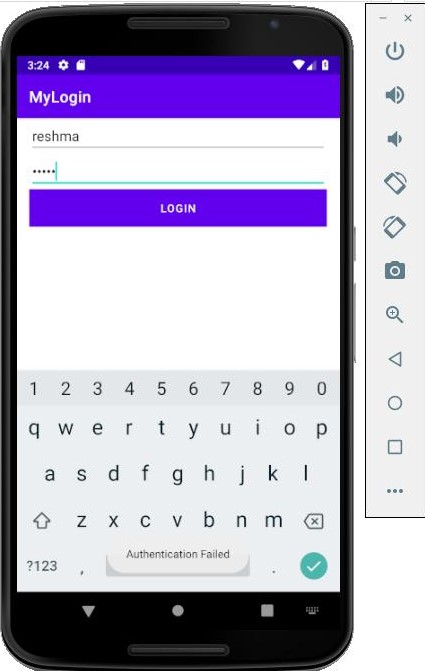 3:24
MyLogin
reshma
•••••
LOGIN
1 2 3 4 5 6 7 8 9 0
q w e r t y u i o p
a s d f g h j k l
z x c v b n m
?123 , Authentication Failed .